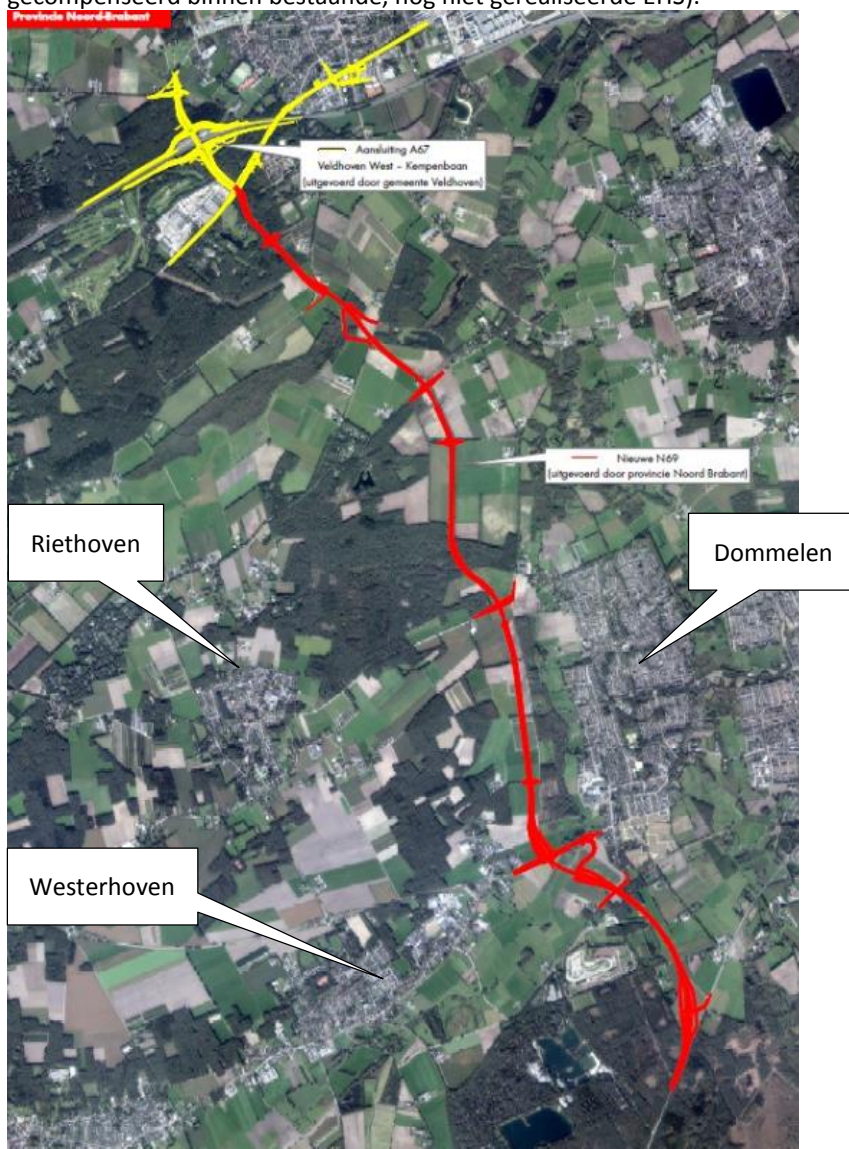 gecompenseerd binnen bestaande, nog niet gerealiseerde EHS).
Provincie Noord-Brabant
Aansluiting A67
Veldhoven West – Kempenbaan
(uitgevoerd door gemeente Veldhoven)
Nieuwe N69
(uitgevoerd door provincie Noord Brabant)
Riethoven
Dommelen
Westerhoven